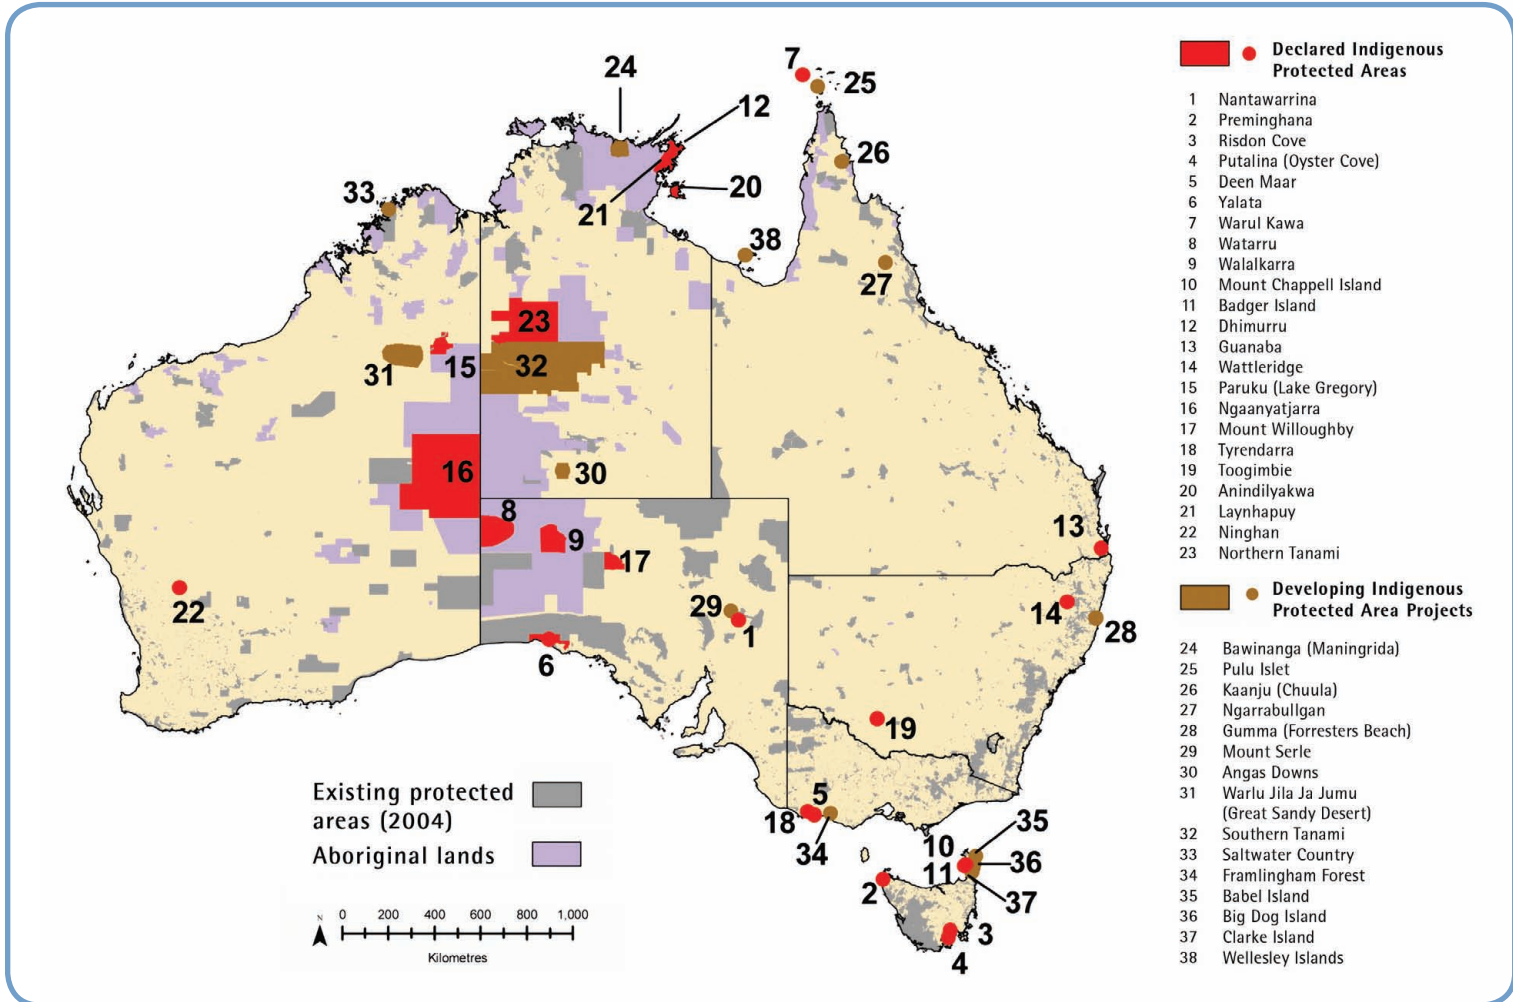 7
24
25
12
26
33
20
21
38
27
23
15
32
31
16
30
8
13
9
17
22
29
14
1
28
6
19
5
18
34
35
10
36
11
2
37
3
4
Existing protected
areas (2004)
Aboriginal lands
N
0 200 400 600 800 1,000
Kilometres
Declared Indigenous
Protected Areas
1 Nantawarrina
2 Preminghana
3 Risdon Cove
4 Putalina (Oyster Cove)
5 Deen Maar
6 Yalata
7 Warul Kawa
8 Watarru
9 Walalkarra
10 Mount Chappell Island
11 Badger Island
12 Dhimurru
13 Guanaba
14 Wattleridge
15 Paruku (Lake Gregory)
16 Ngaanyatjarra
17 Mount Willoughby
18 Tyrendarra
19 Toogimbie
20 Anindilyakwa
21 Laynhapuy
22 Ninghan
23 Northern Tanami
Developing Indigenous
Protected Area Projects
24 Bawinanga (Maningrida)
25 Pulu Islet
26 Kaanju (Chuula)
27 Ngarrabullgan
28 Gumma (Forresters Beach)
29 Mount Serle
30 Angas Downs
31 Warlu Jila Ja Jumu
(Great Sandy Desert)
32 Southern Tanami
33 Saltwater Country
34 Framlingham Forest
35 Babel Island
36 Big Dog Island
37 Clarke Island
38 Wellesley Islands